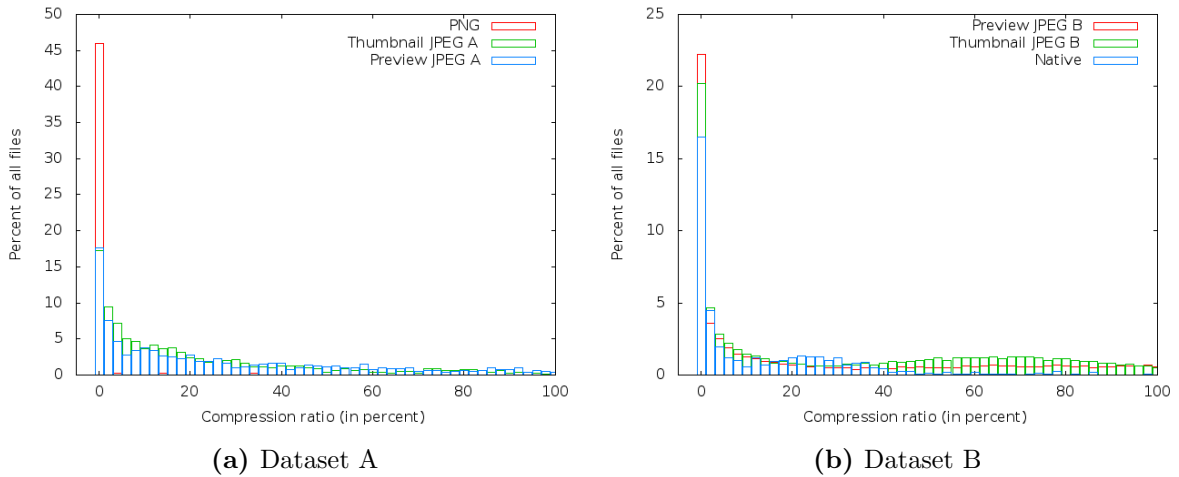 PNG
Thumbnail JPEG A
Preview JPEG A
Percent of all files
50
45
40
35
30
25
20
15
10
5
0
0 20 40 60 80 100
Compression ratio (in percent)
(a) Dataset A
Preview JPEG B
Thumbnail JPEG B
Native
Percent of all files
25
20
15
10
5
0
0 20 40 60 80 100
Compression ratio (in percent)
(b) Dataset B